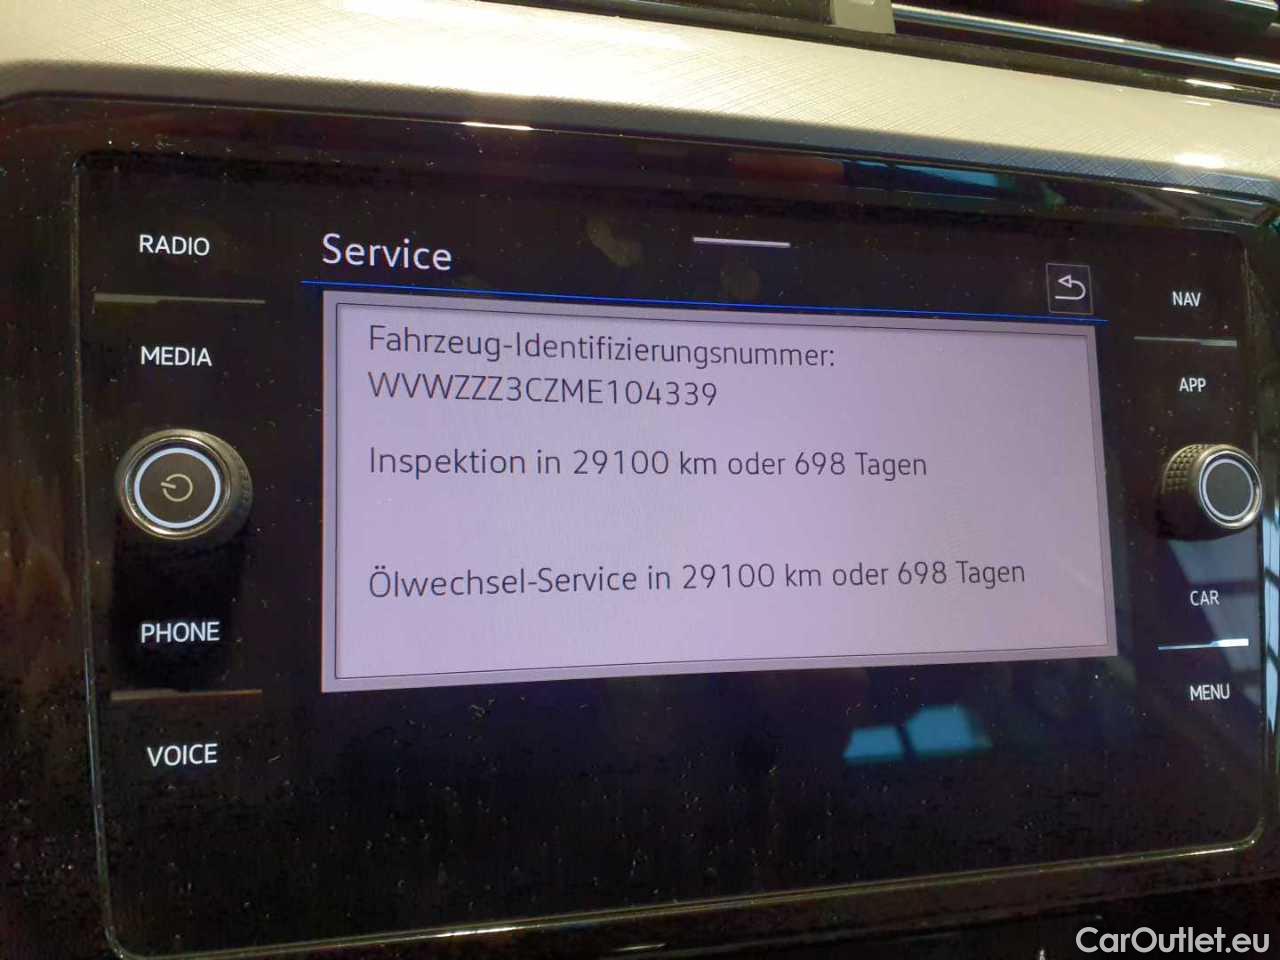 RADIO
MEDIA
PHONE
VOICE
Service
Fahrzeug-Identifizierungsnummer:
WVWZZZ3CZME104339
Inspektion in 29100 km oder 698 Tagen
Ölwechsel-Service in 29100 km oder 698 Tagen
NAV
APP
CAR
MENU
CarOutlet.eu